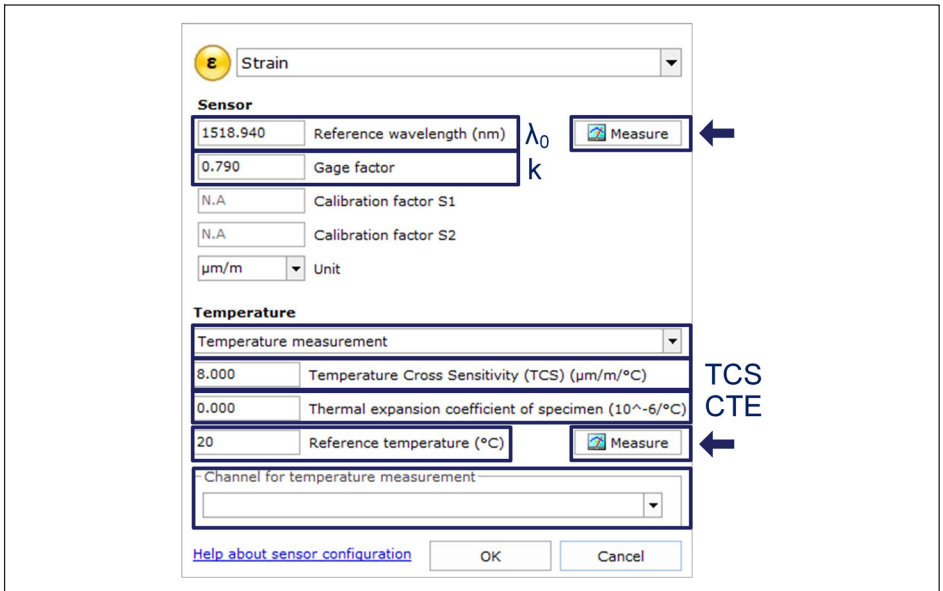 ε Strain
Sensor
1518.940 Reference wavelength (nm) λ0 Measure
0.790 Gage factor k
N.A Calibration factor S1
N.A Calibration factor S2
µm/m Unit
Temperature
Temperature measurement
8.000 Temperature Cross Sensitivity (TCS) (µm/m/°C) TCS
0.000 Thermal expansion coefficient of specimen (10^-6/°C) CTE
20 Reference temperature (°C) Measure
Channel for temperature measurement
Help about sensor configuration OK Cancel